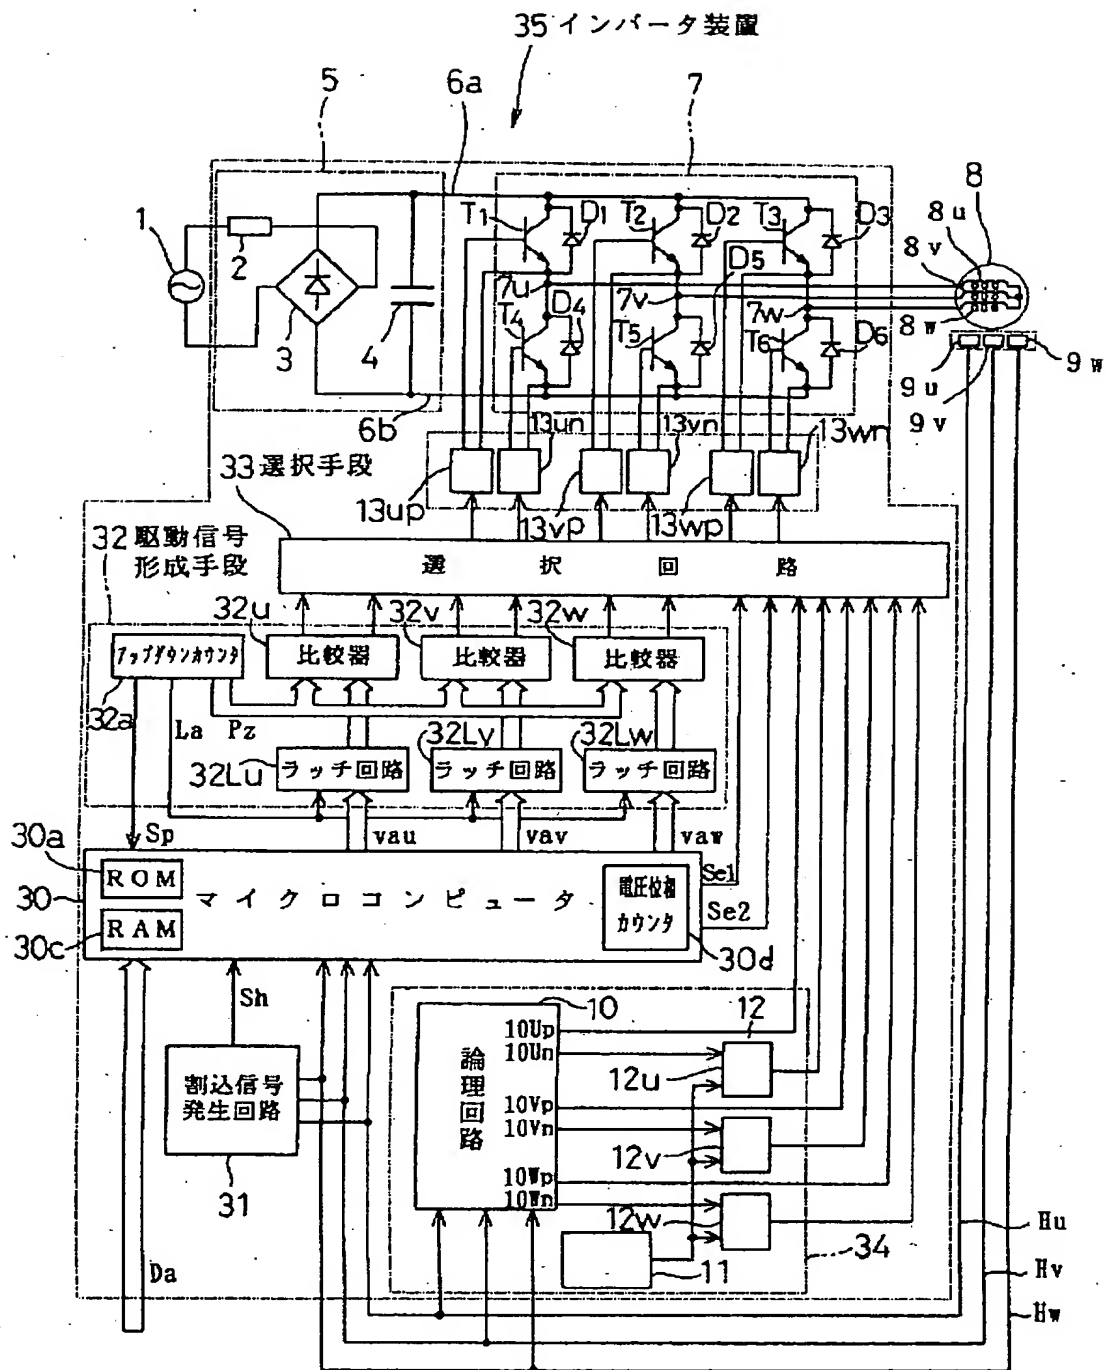 35 インバータ装置
5
6a
7
1
2
3
4
T1
D1
T2
D2
T3
D3
8
8u
8v
8w
7u
7v
7w
D5
T4
D4
T5
T6
D6
9u
9v
9w
6b
13un
13vn
13wn
33 選択手段
13up
13vp
13wp
32 駆動信号
形成手段
選択回路
32u
32v
32w
アップダウンカウンタ
比較器
比較器
比較器
32a
La
Pz
32Lu
32Lv
32Lw
ラッチ回路
ラッチ回路
ラッチ回路
Sp
vau
vav
vaw
30a
ROM
30
マイクロコンピュータ
電圧位相
カウンタ
Se1
Se2
30c
RAM
30d
Sh
10
12
論理回路
10Up
10Un
12u
10Vp
10Vn
12v
10Wp
10Wn
12w
割込信号
発生回路
31
11
34
Da
Hu
Hv
Hw